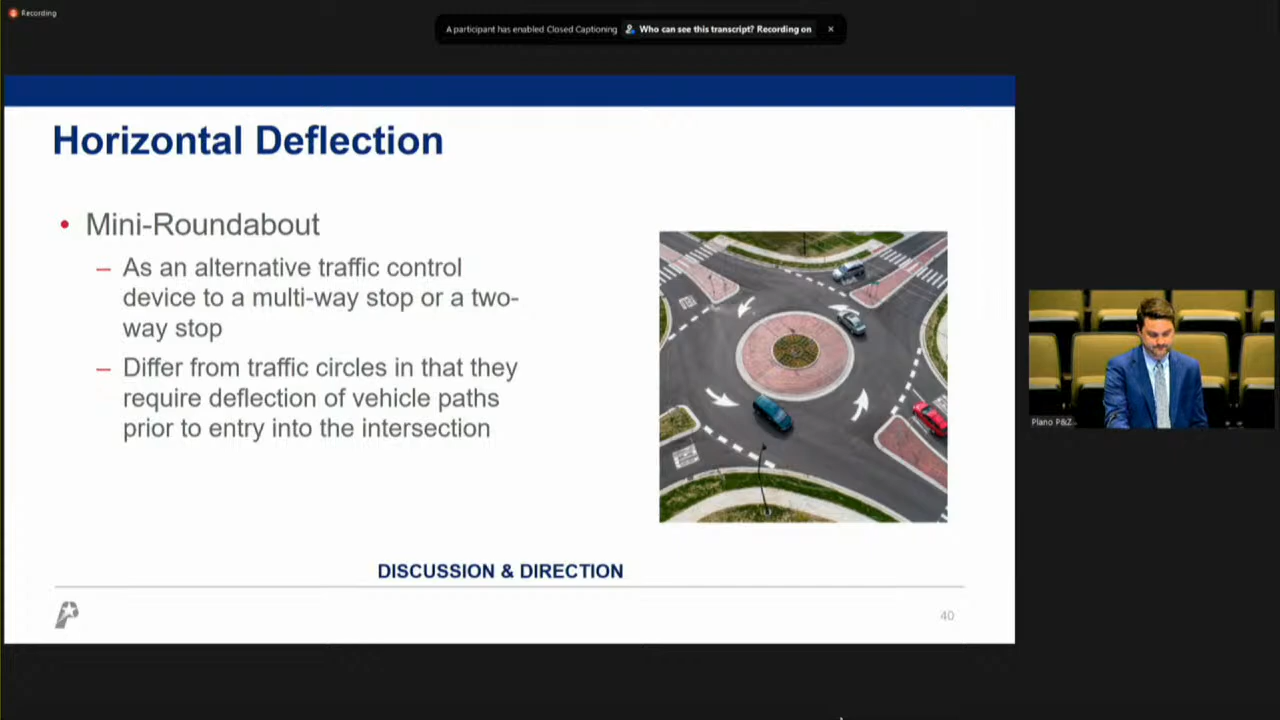 Recording
A participant has enabled Closed Captioning Who can see this transcript? Recording on
Horizontal Deflection
• Mini-Roundabout
– As an alternative traffic control
device to a multi-way stop or a two-
way stop
– Differ from traffic circles in that they
require deflection of vehicle paths
prior to entry into the intersection
Plano P&Z
DISCUSSION & DIRECTION
40